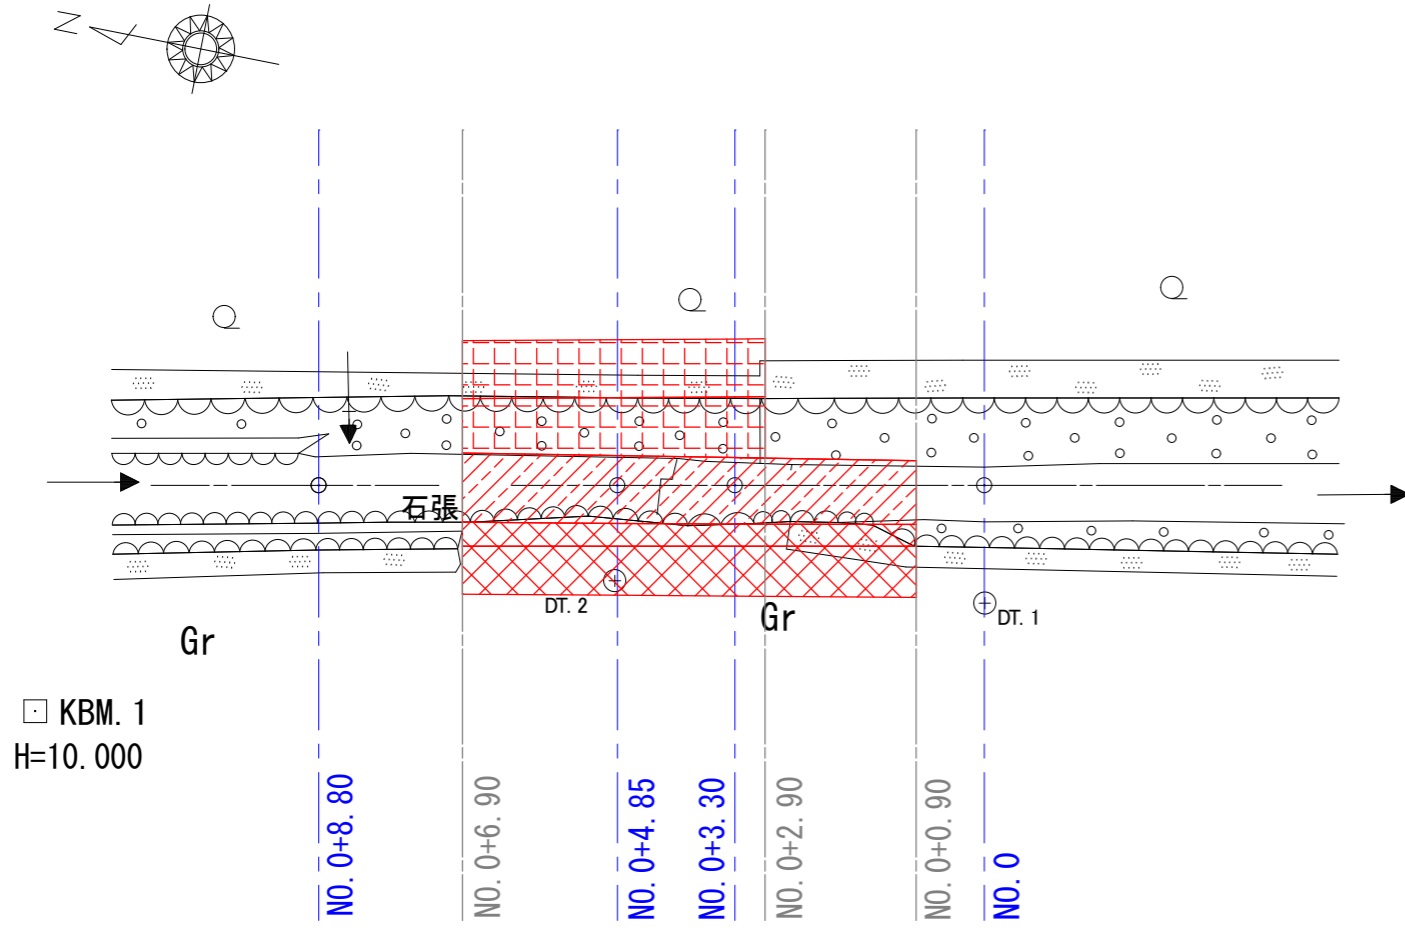 N
石張
DT. 2
Gr
DT. 1
Gr
KBM. 1
H=10.000
NO. 0+8. 80
NO. 0+6. 90
NO. 0+4. 85
NO. 0+3. 30
NO. 0+2. 90
NO. 0+0. 90
NO. 0